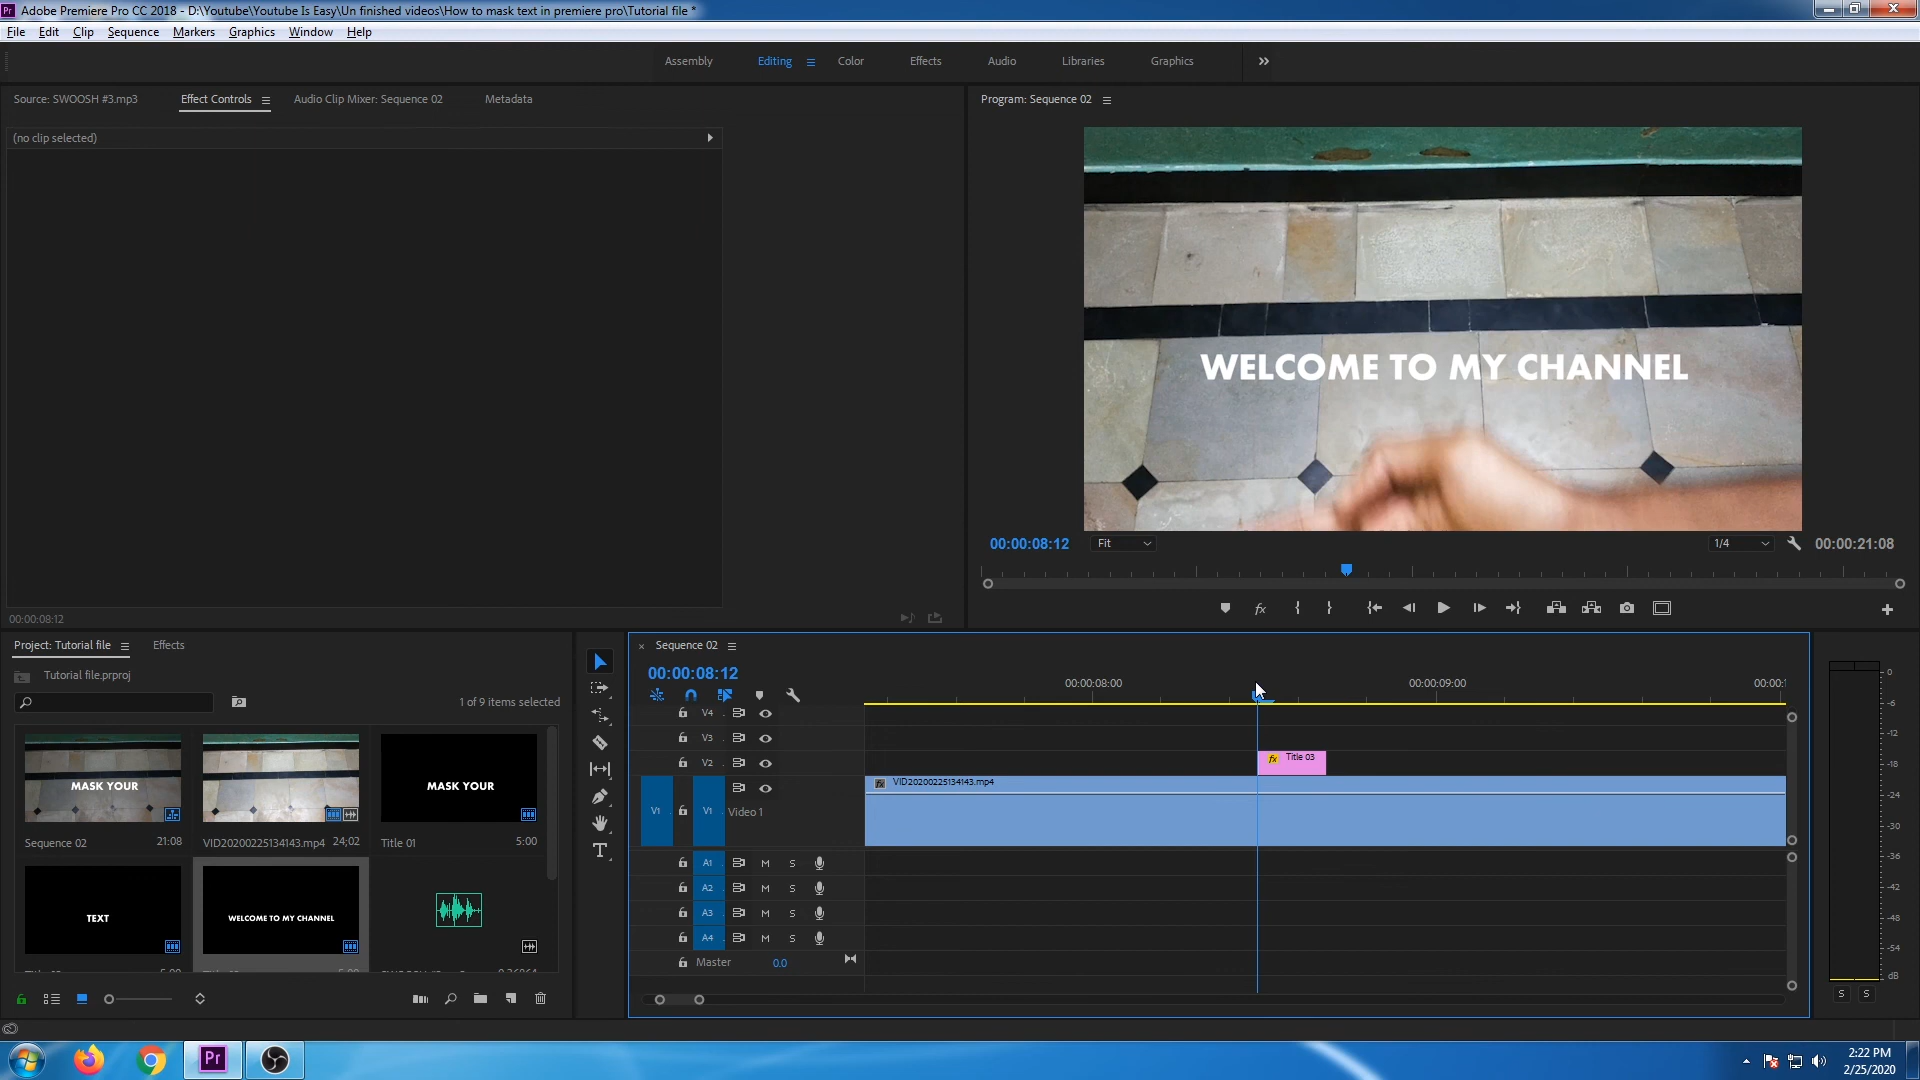 Pr Adobe Premiere Pro CC 2018 - D:\Youtube\Youtube Is Easy\Un finished videos\How to mask text in premiere pro\Tutorial file *
File Edit Clip Sequence Markers Graphics Window Help
Assembly Editing Color Effects Audio Libraries Graphics
Source: SWOOSH #3.mp3 Effect Controls Audio Clip Mixer: Sequence 02 Metadata
Program: Sequence 02
(no clip selected)
WELCOME TO MY CHANNEL
00:00:08:12 Fit 1/4 00:00:21:08
00:00:08:12
Project: Tutorial file Effects
Tutorial file.prproj
1 of 9 items selected
MASK YOUR
MASK YOUR
Sequence 02 21:08
VID20200225134143.mp4 24;02
Title 01 5:00
TEXT
WELCOME TO MY CHANNEL
Sequence 02
00:00:08:12
00:00:08:00 00:00:09:00
V4
V3
V2 Title 03
V1 V1 Video 1 VID20200225134143.mp4
A1 M S
A2 M S
A3 M S
A4 M S
Master 0.0
0
-6
-12
-18
-24
-30
-36
-42
-48
-54
dB
S S
Pr
2:22 PM
2/25/2020